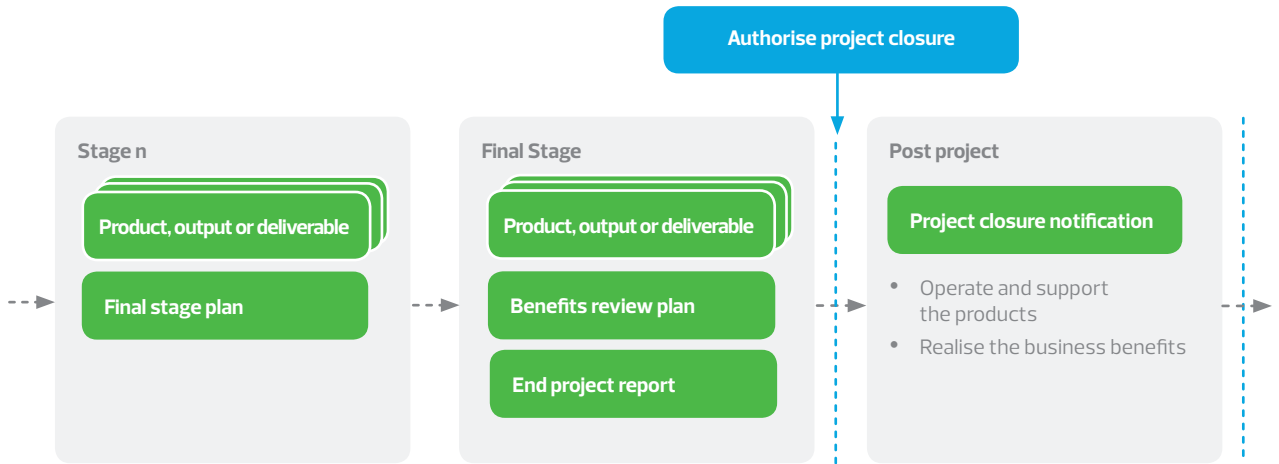 Authorise project closure
Stage n
Product, output or deliverable
Final stage plan
Final Stage
Product, output or deliverable
Benefits review plan
End project report
Post project
Project closure notification
• Operate and support
the products
• Realise the business benefits